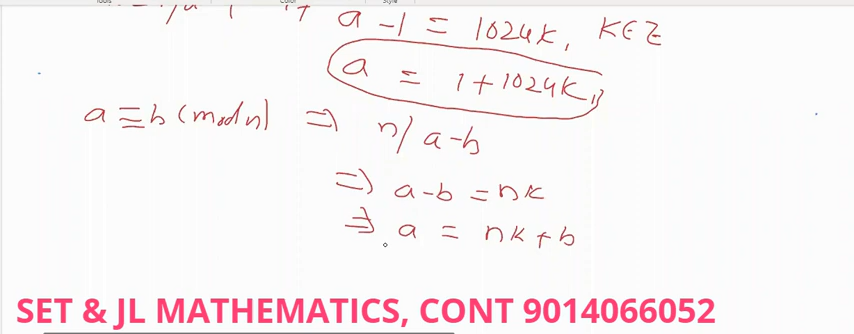 a - 1 = 1024K, K∈Z
a = 1 + 1024K,
a ≡ b (mod n) ⇒ n/a-b
⇒ a-b = nK
⇒ a = nK + b
SET & JL MATHEMATICS, CONT 9014066052